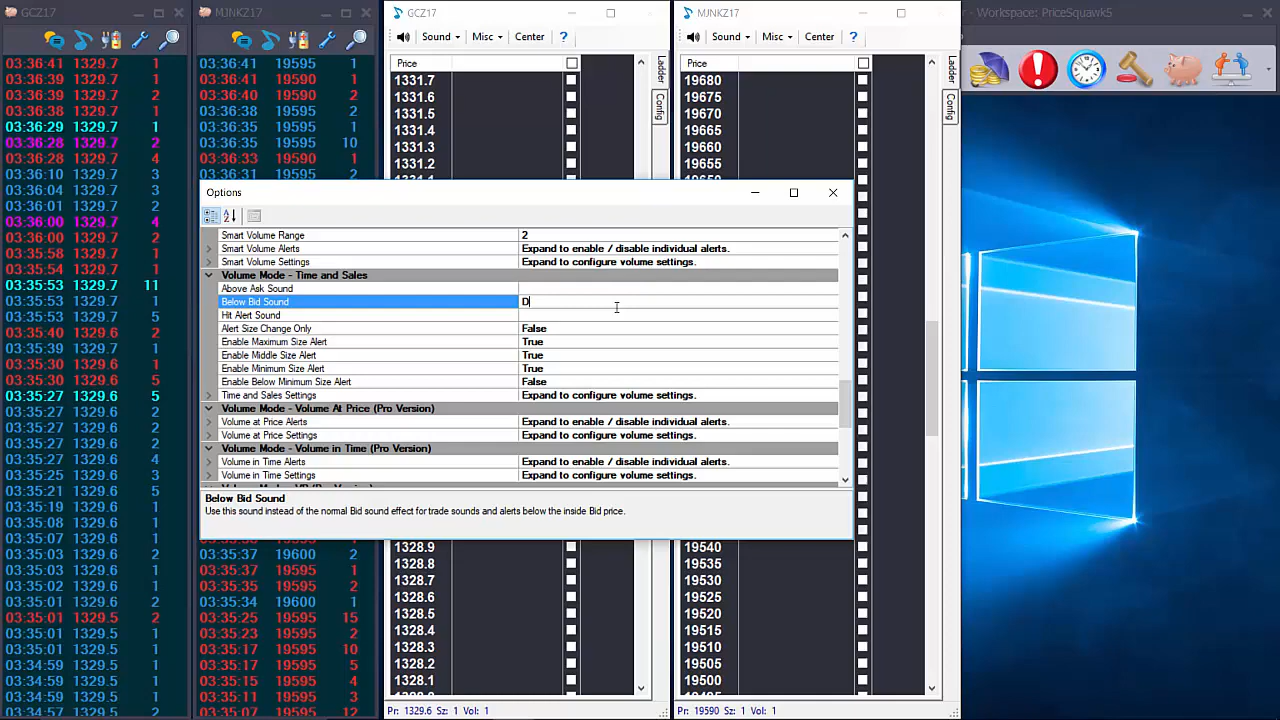 GCZ17
MJNKZ17
GCZ17
MJNKZ17
- Workspace: PriceSquawk5
Sound Misc Center ?
Sound Misc Center ?
03:36:41 1329.7 1
03:36:39 1329.7 1
03:36:39 1329.7 2
03:36:38 1329.7 1
03:36:29 1329.7 1
03:36:28 1329.7 2
03:36:28 1329.7 4
03:36:10 1329.7 3
03:36:04 1329.7 3
03:36:01 1329.7 2
03:36:00 1329.7 4
03:36:00 1329.7 2
03:35:58 1329.7 1
03:35:54 1329.7 1
03:35:53 1329.7 11
03:35:53 1329.7 1
03:35:53 1329.7 5
03:35:40 1329.6 2
03:35:39 1329.7 1
03:35:30 1329.6 1
03:35:30 1329.6 5
03:35:27 1329.6 5
03:35:27 1329.6 1
03:35:27 1329.6 2
03:35:27 1329.6 1
03:35:27 1329.6 4
03:35:25 1329.6 3
03:35:21 1329.6 5
03:35:19 1329.6 1
03:35:08 1329.6 1
03:35:07 1329.6 1
03:35:03 1329.6 2
03:35:03 1329.6 1
03:35:02 1329.6 1
03:35:01 1329.6 2
03:35:01 1329.5 2
03:35:01 1329.5 1
03:34:59 1329.5 1
03:34:59 1329.5 1
03:34:57 1329.5 2
03:36:41 19595 1
03:36:41 19590 1
03:36:40 19590 2
03:36:38 19595 2
03:36:35 19595 10
03:36:33 19590 1
03:36:31 19595 2
03:35:37 19600 2
03:35:37 19595 1
03:35:35 19595 2
03:35:34 19600 1
03:35:25 19595 15
03:35:23 19595 2
03:35:17 19595 10
03:35:17 19595 5
03:35:15 19595 4
03:35:11 19595 3
03:35:07 19595 12
Price
1331.7
1331.6
1331.5
1331.4
1331.3
1331.2
1328.9
1328.8
1328.7
1328.6
1328.5
1328.4
1328.3
1328.2
1328.1
Ladder
Config
Pr: 1329.6 Sz: 1 Vol: 1
Price
19680
19675
19670
19665
19660
19655
19540
19535
19530
19525
19520
19515
19510
19505
19500
Ladder
Config
Pr: 19590 Sz: 1 Vol: 1
Options
Smart Volume Range 2
Smart Volume Alerts Expand to enable / disable individual alerts.
Smart Volume Settings Expand to configure volume settings.
Volume Mode - Time and Sales
Above Ask Sound
Below Bid Sound D
Hit Alert Sound
Alert Size Change Only False
Enable Maximum Size Alert True
Enable Middle Size Alert True
Enable Minimum Size Alert True
Enable Below Minimum Size Alert False
Time and Sales Settings Expand to configure volume settings.
Volume Mode - Volume At Price (Pro Version)
Volume at Price Alerts Expand to enable / disable individual alerts.
Volume at Price Settings Expand to configure volume settings.
Volume Mode - Volume in Time (Pro Version)
Volume in Time Alerts Expand to enable / disable individual alerts.
Volume in Time Settings Expand to configure volume settings.
Below Bid Sound
Use this sound instead of the normal Bid sound effect for trade sounds and alerts below the inside Bid price.